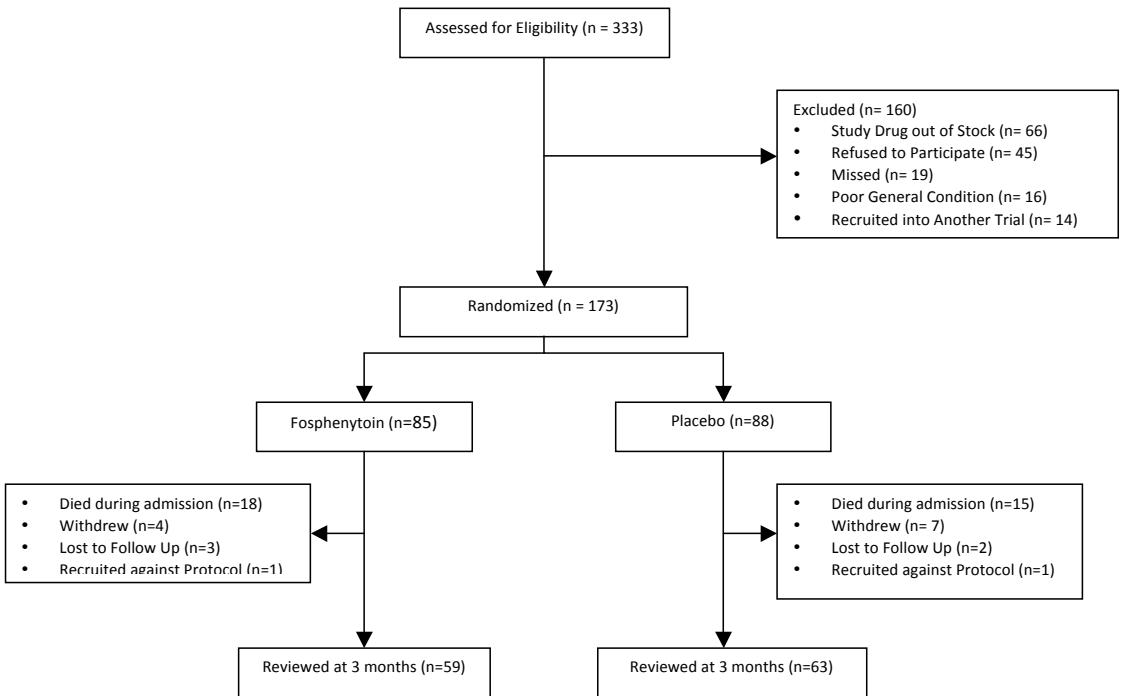 Assessed for Eligibility (n = 333)
Excluded (n= 160)
• Study Drug out of Stock (n= 66)
• Refused to Participate (n= 45)
• Missed (n= 19)
• Poor General Condition (n= 16)
• Recruited into Another Trial (n= 14)
Randomized (n = 173)
Fosphenytoin (n=85)
Placebo (n=88)
• Died during admission (n=18)
• Withdrew (n=4)
• Lost to Follow Up (n=3)
• Recruited against Protocol (n=1)
• Died during admission (n=15)
• Withdrew (n= 7)
• Lost to Follow Up (n=2)
• Recruited against Protocol (n=1)
Reviewed at 3 months (n=59)
Reviewed at 3 months (n=63)